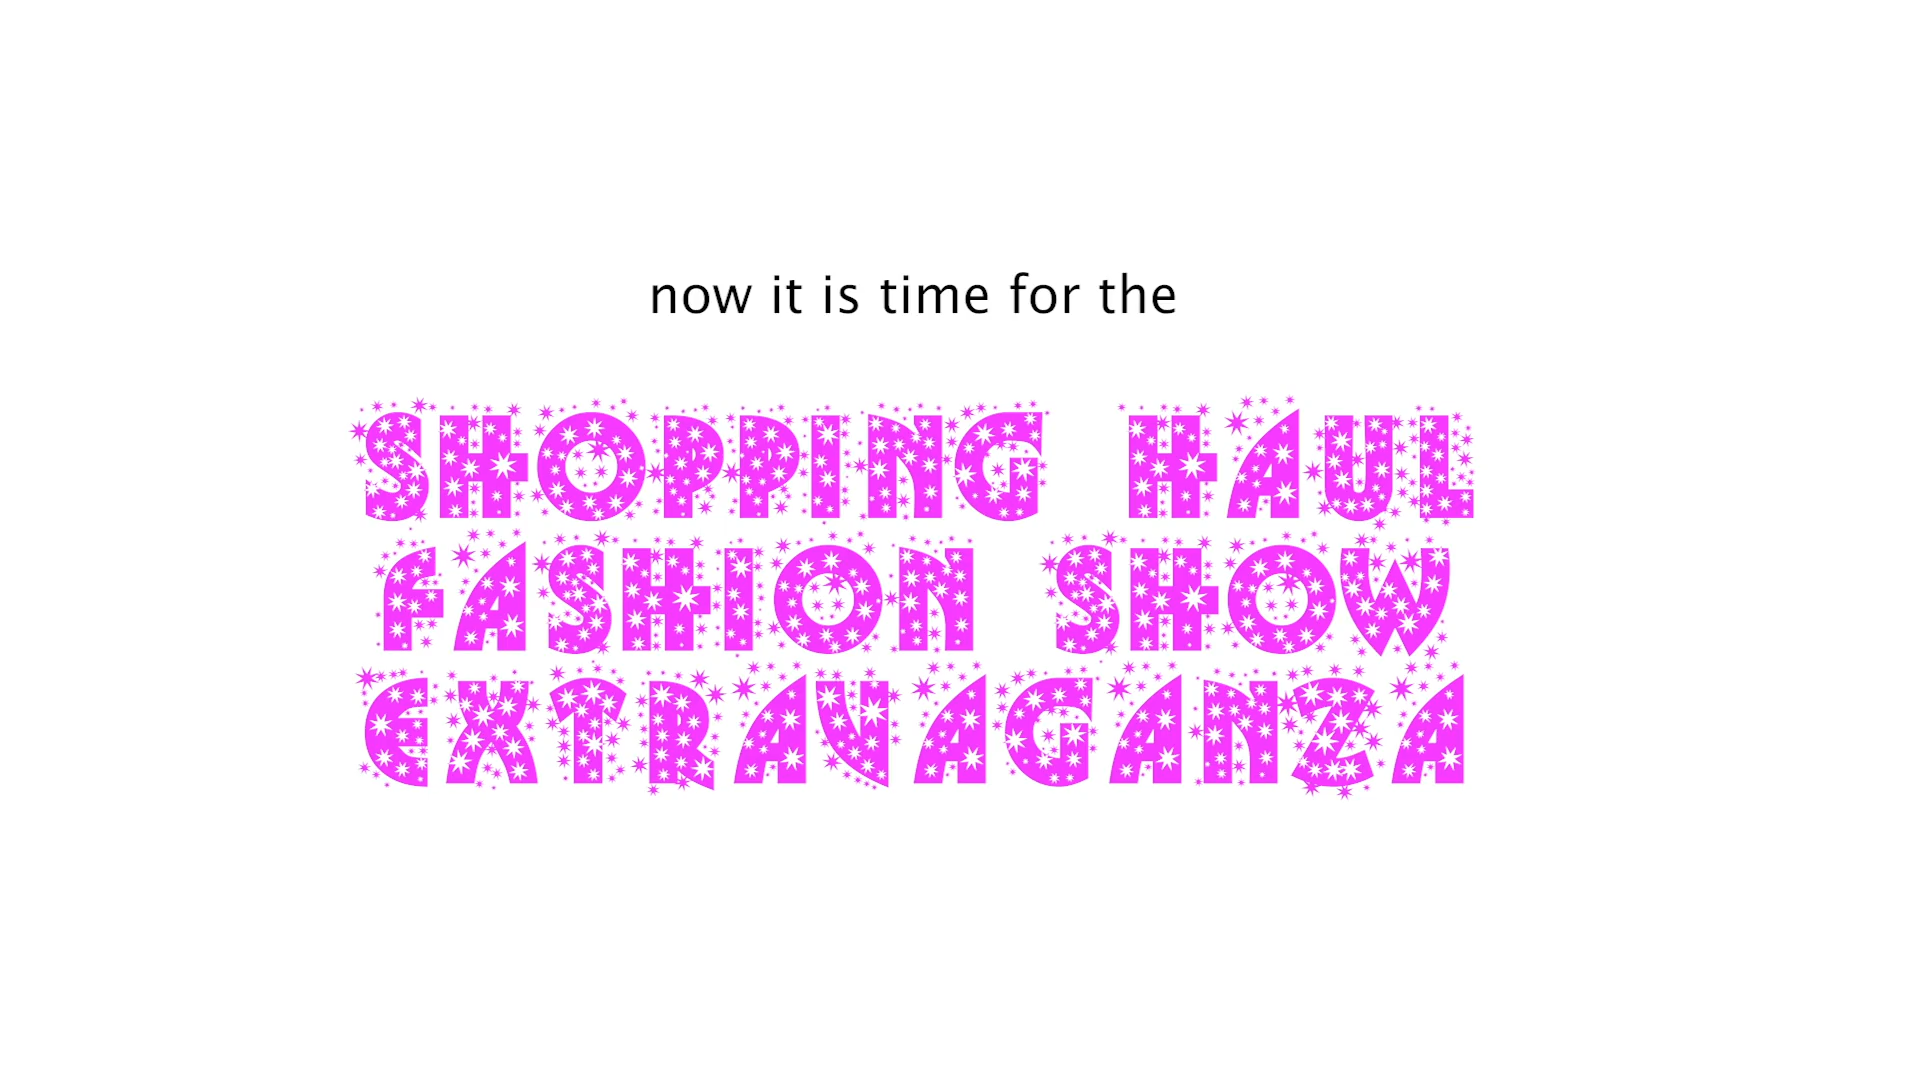 now it is time for the
SHOPPING HAUL
FASHION SHOW
EXTRAVAGANZA